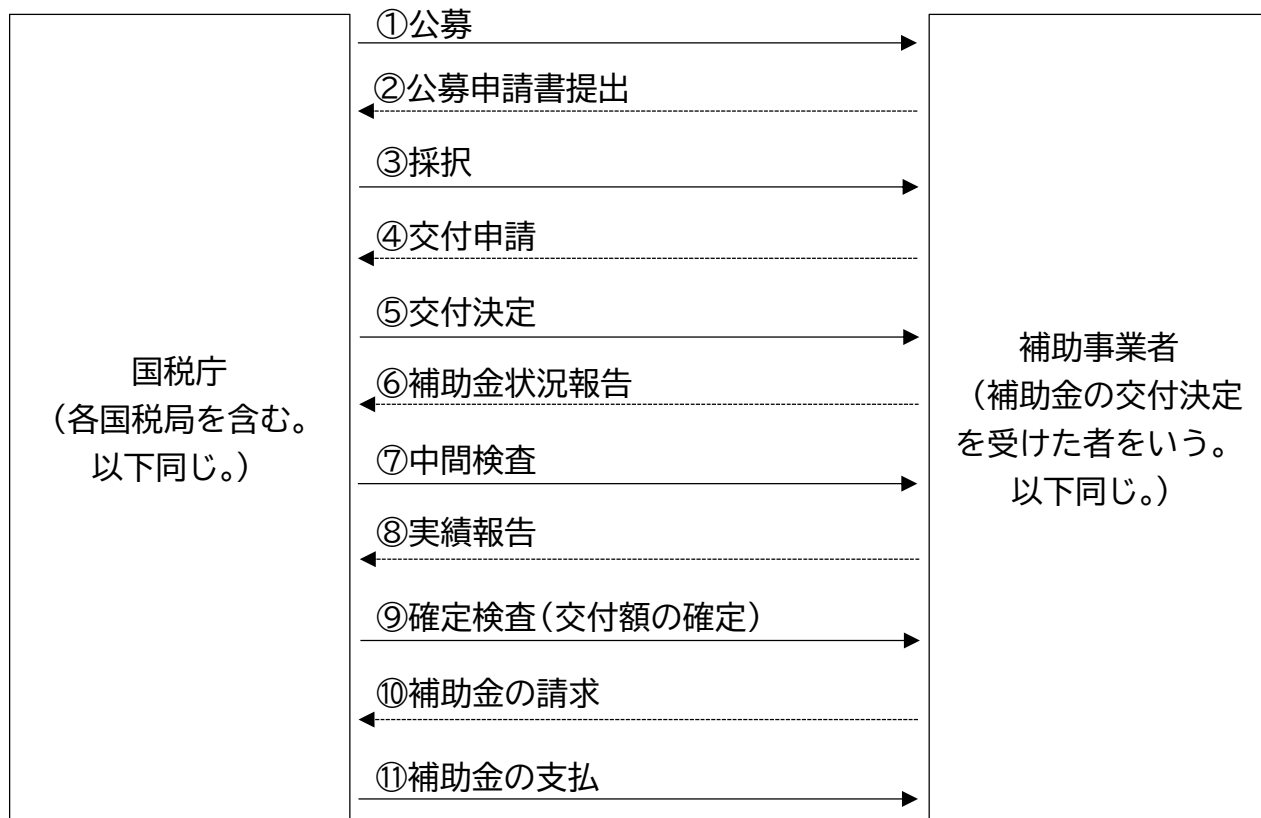 ①公募
②公募申請書提出
③採択
④交付申請
⑤交付決定
⑥補助金状況報告
⑦中間検査
⑧実績報告
⑨確定検査（交付額の確定）
⑩補助金の請求
⑪補助金の支払
国税庁
（各国税局を含む。
以下同じ。）
補助事業者
（補助金の交付決定
を受けた者をいう。
以下同じ。）